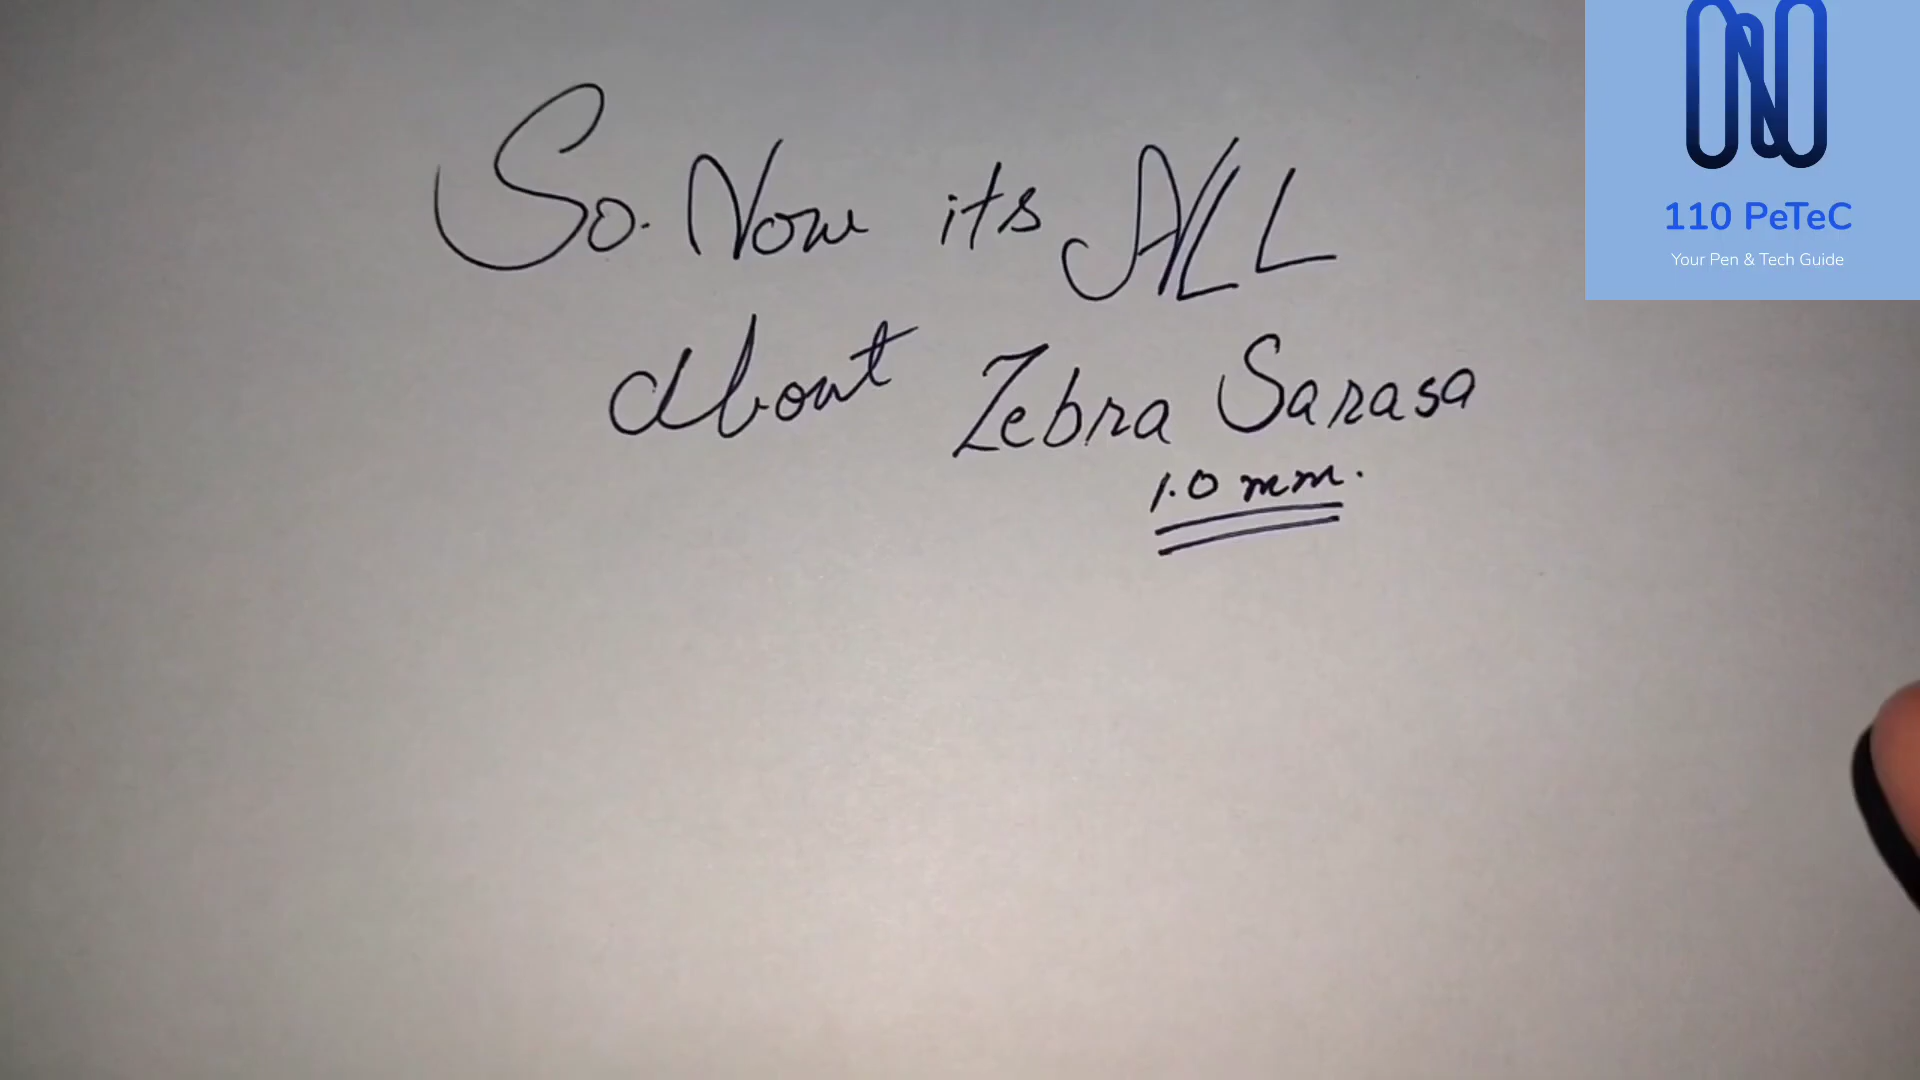 So. Now its ALL
about Zebra Sarasa
1.0 mm.
110 PeTeC
Your Pen & Tech Guide